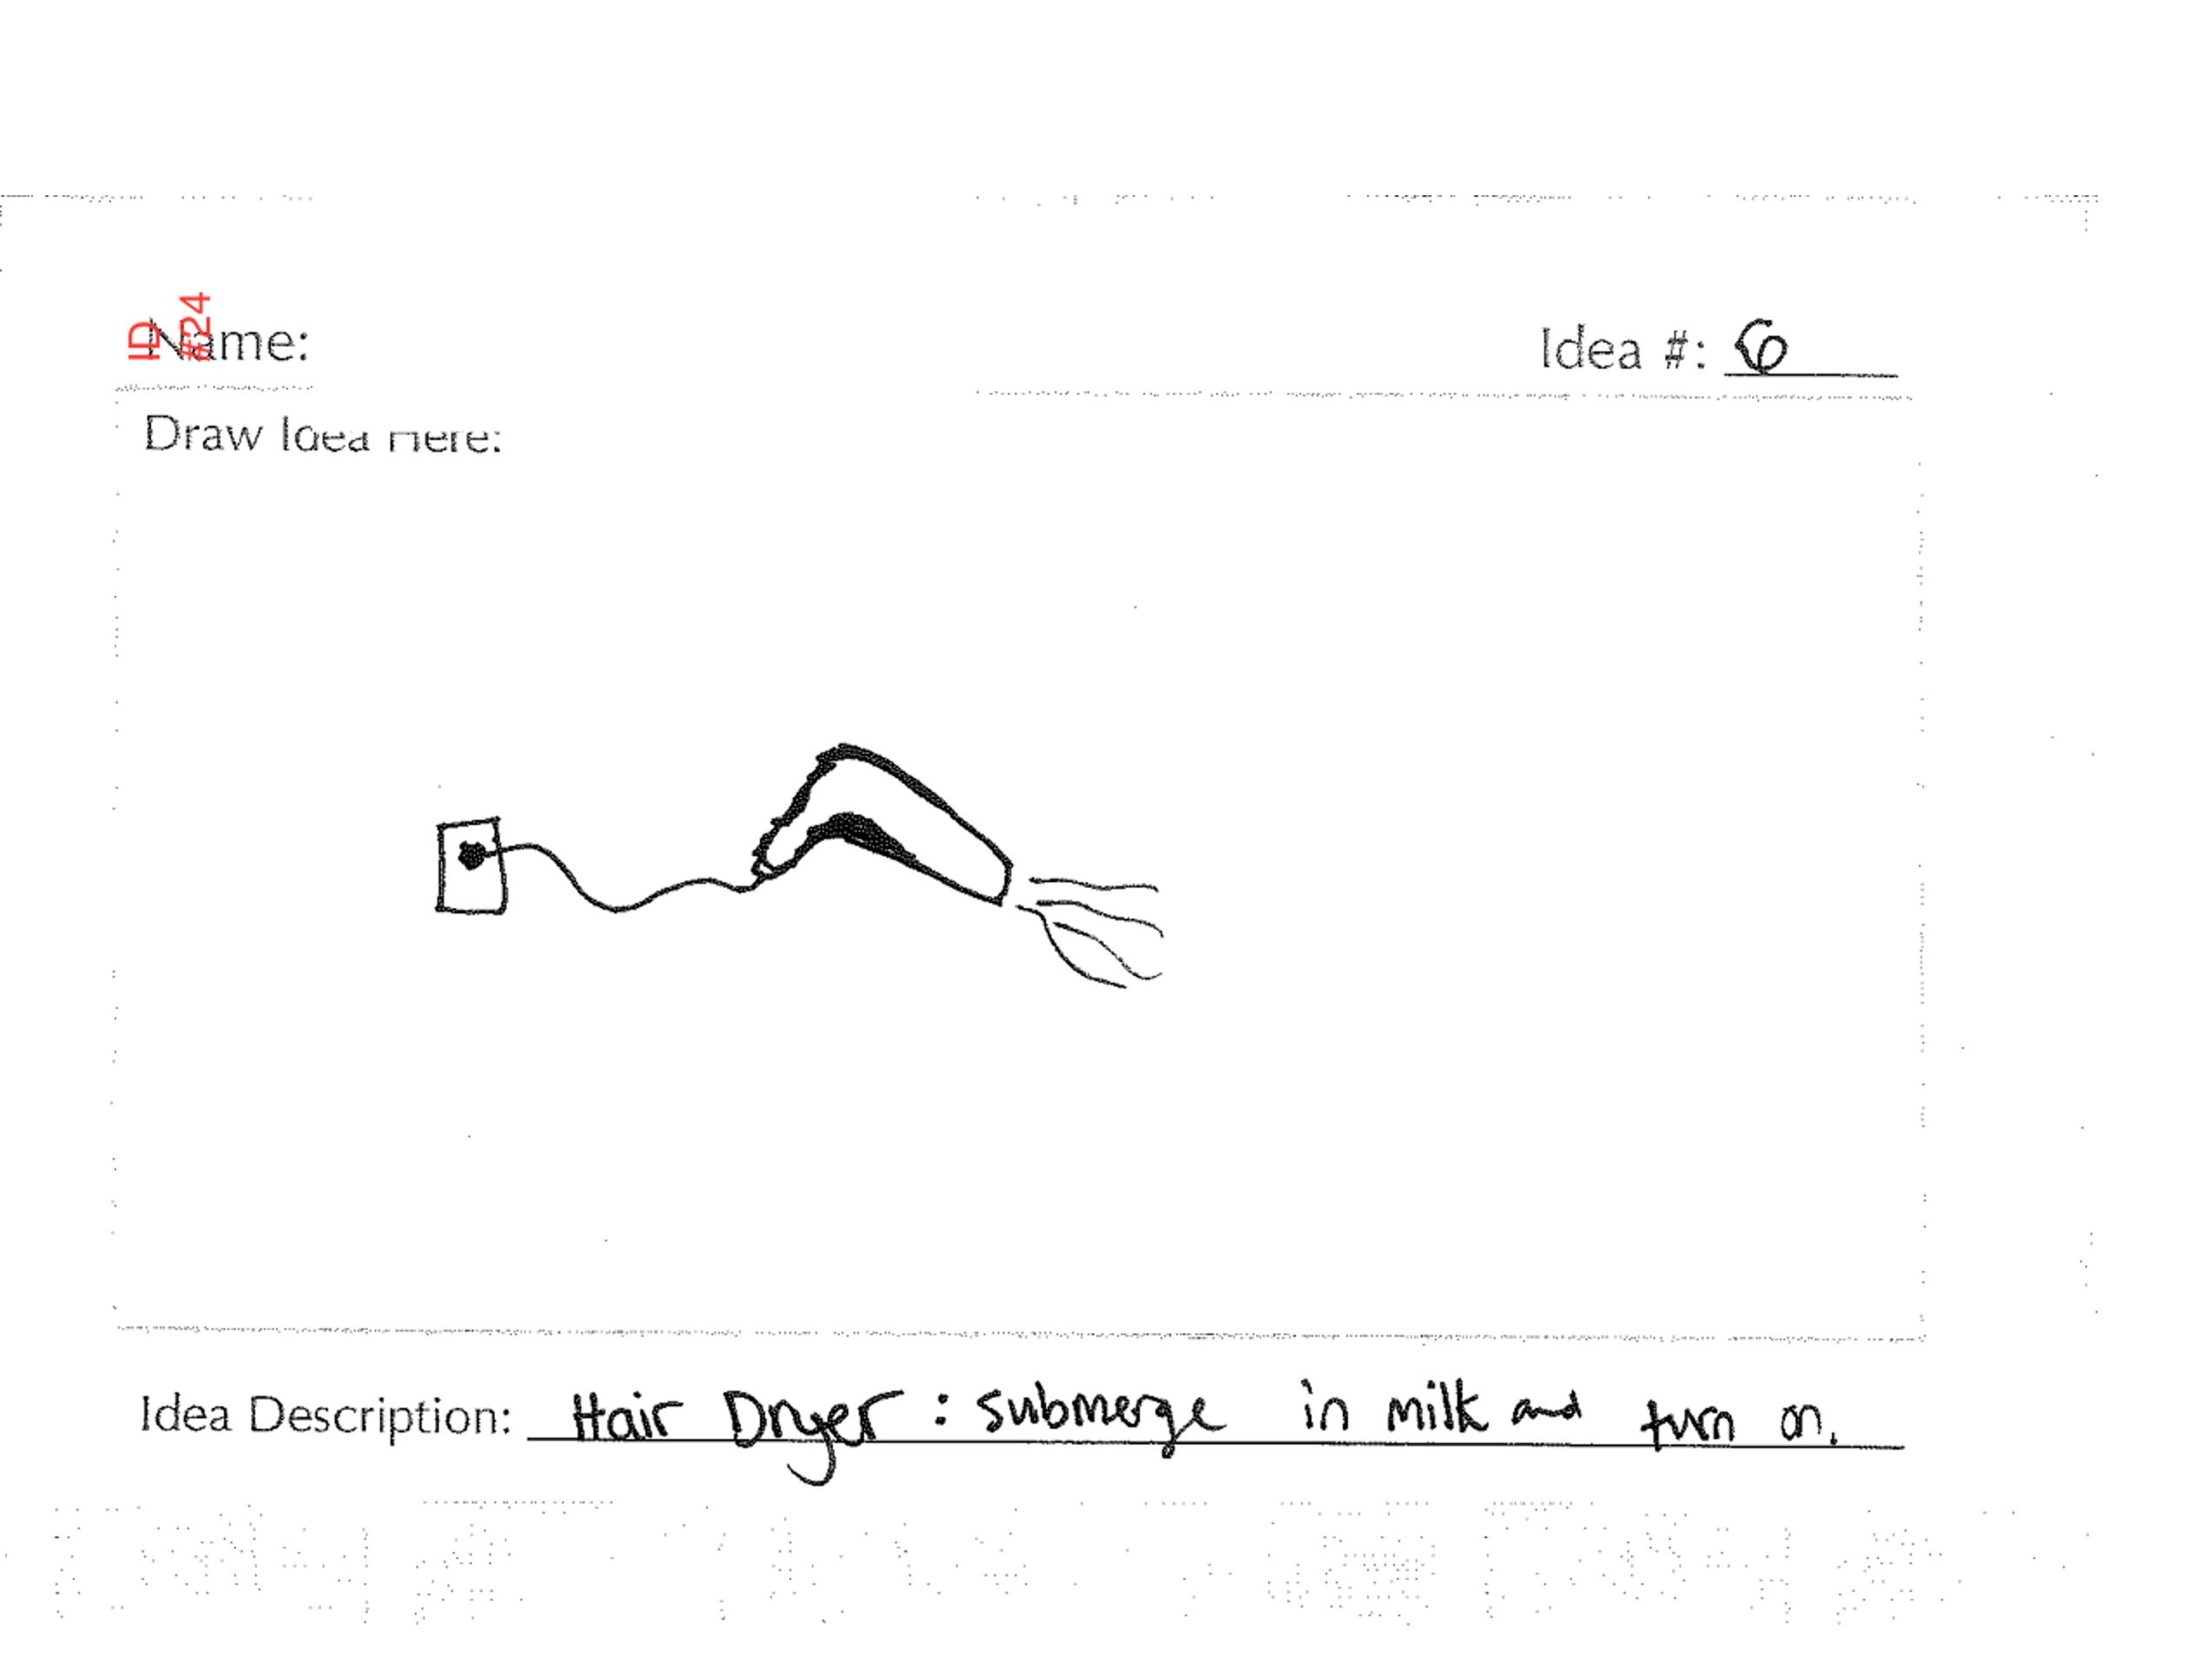 ID
#24
Name:
Idea #: 6
Draw Idea Here:
Idea Description: Hair Dryer : submerge in milk and turn on.